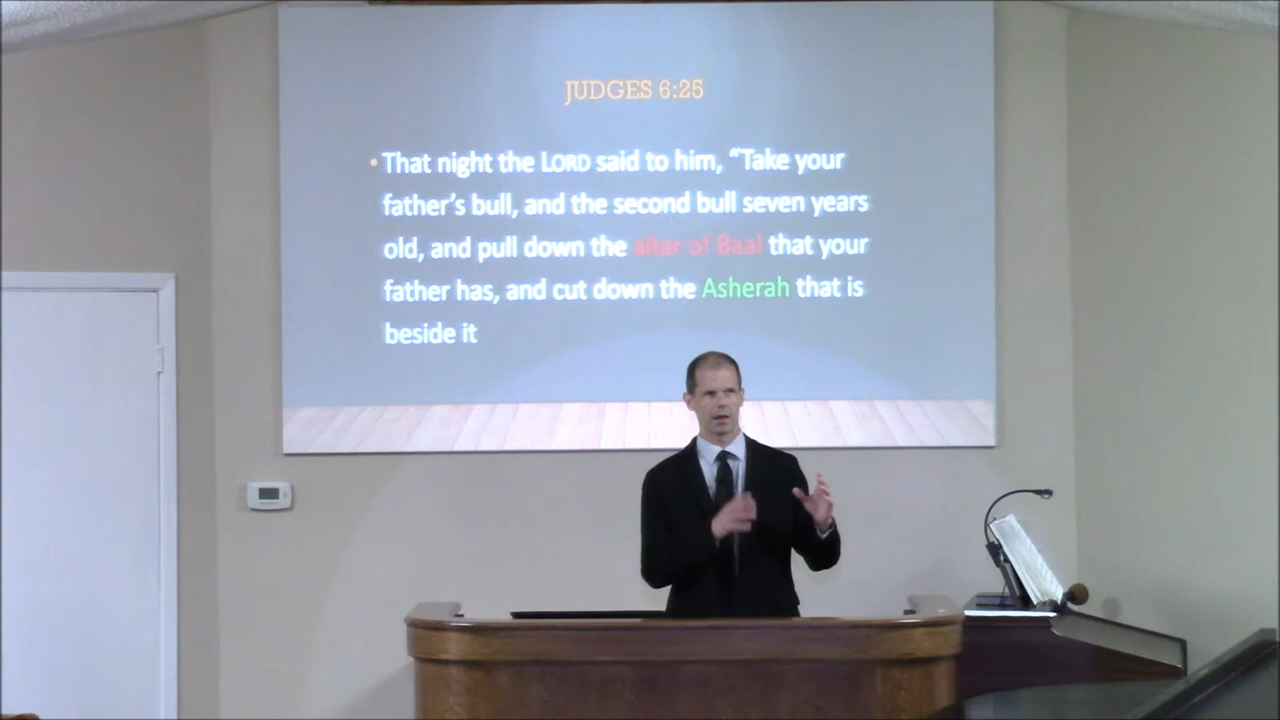 JUDGES 6:25
• That night the LORD said to him, “Take your
father’s bull, and the second bull seven years
old, and pull down the altar of Baal that your
father has, and cut down the Asherah that is
beside it